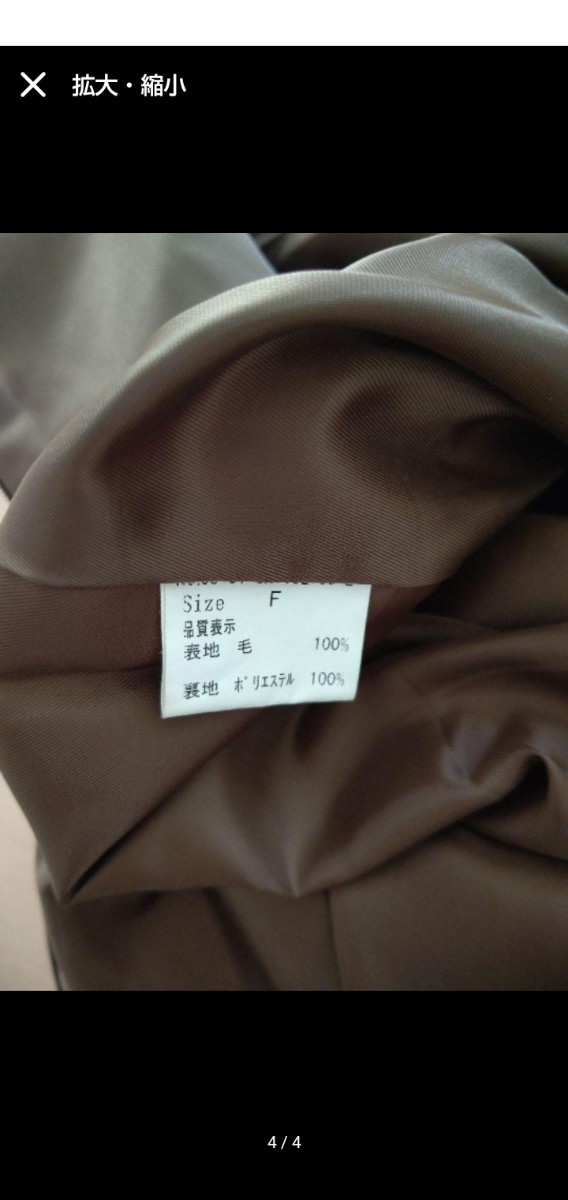 拡大・縮小
Size F
品質表示
表地 毛 100%
裏地 ポリエステル 100%
4 / 4